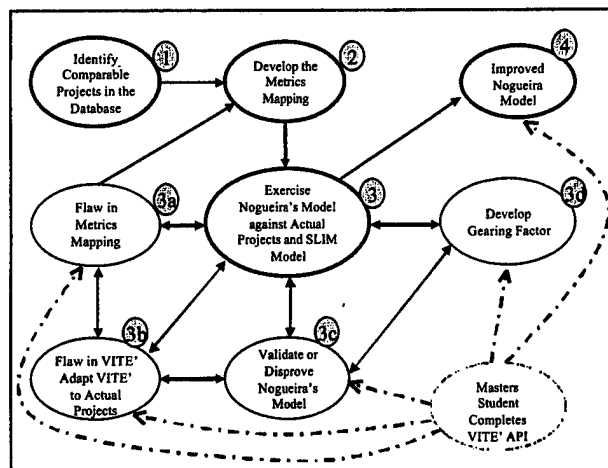 1
Identify
Comparable
Projects in the
Database
2
Develop the
Metrics
Mapping
4
Improved
Nogueira
Model
3a
Flaw in
Metrics
Mapping
3
Exercise
Nogueira's Model
against Actual
Projects and SLIM
Model
3d
Develop
Gearing Factor
3b
Flaw in VITE'
Adapt VITE'
to Actual
Projects
3c
Validate or
Disprove
Nogueira's
Model
Masters
Student
Completes
VITE' API